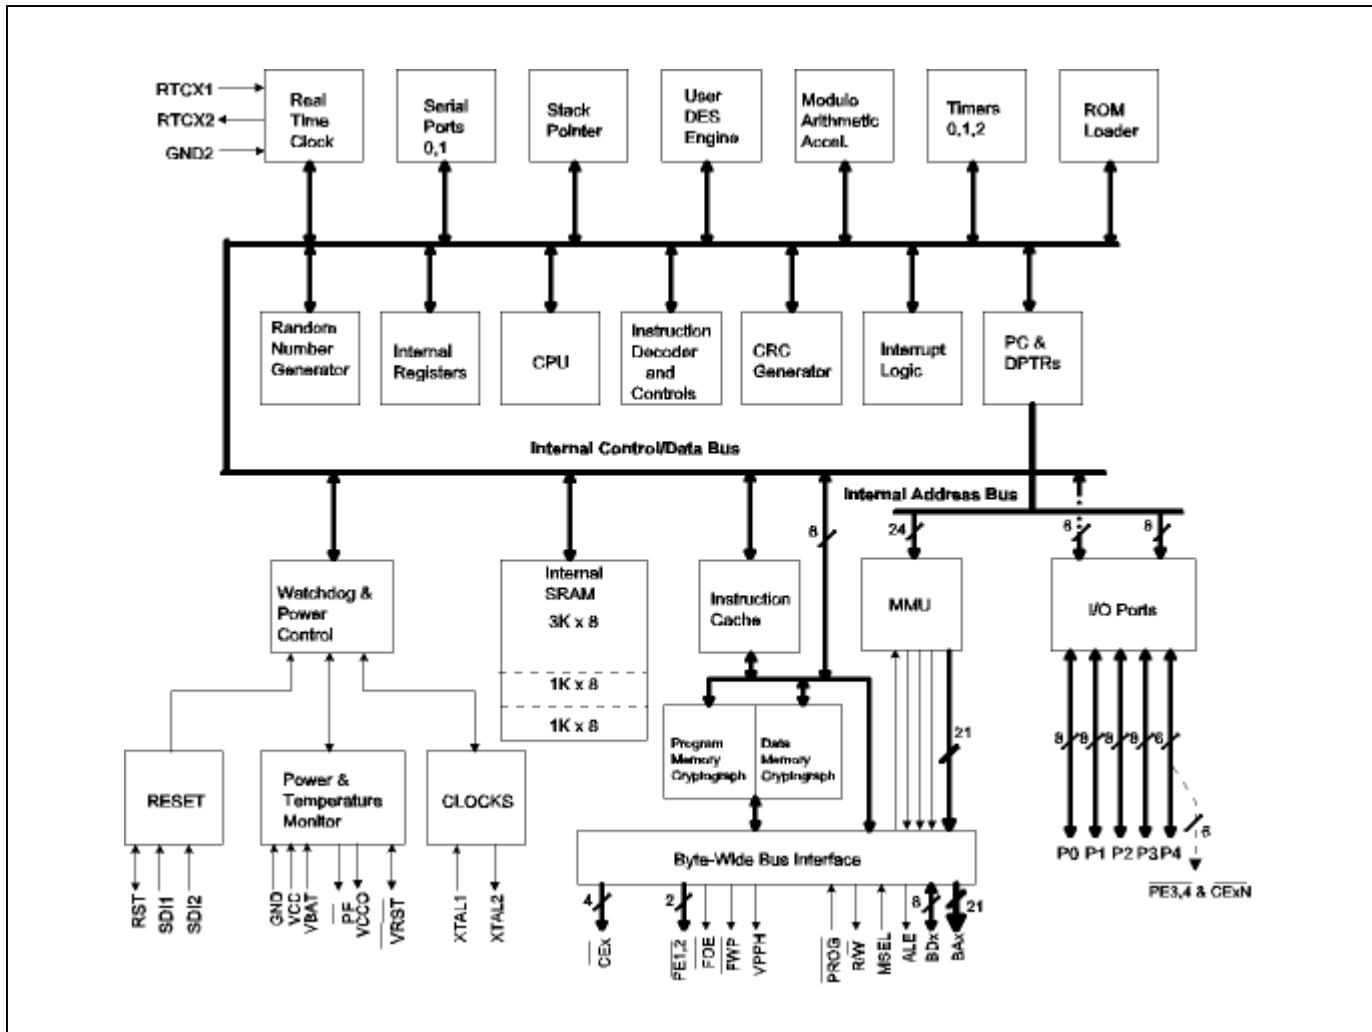 RTCX1
RTCX2
GND2
Real
Time
Clock
Serial
Ports
0,1
Stack
Pointer
User
DES
Engine
Modulo
Arithmetic
Accel.
Timers
0,1,2
ROM
Loader
Random
Number
Generator
Internal
Registers
CPU
Instruction
Decoder
and
Controls
CRC
Generator
Interrupt
Logic
PC &
DPTRs
Internal Control/Data Bus
Internal Address Bus
8
24
8
8
Watchdog &
Power
Control
Internal
SRAM
3K x 8
1K x 8
1K x 8
Instruction
Cache
MMU
I/O Ports
21
8
8
8
8
6
6
RESET
Power &
Temperature
Monitor
CLOCKS
Program
Memory
Cryptograph
Data
Memory
Cryptograph
Byte-Wide Bus Interface
P0 P1 P2 P3 P4
PE3,4 & CExN
4
2
8
21
RST
SDI1
SDI2
GND
VCC
VBAT
PF
VCCO
VRST
XTAL1
XTAL2
CEx
PE1,2
FOE
FWP
VPPH
PROG
R/W
MSEL
ALE
BDx
BAx